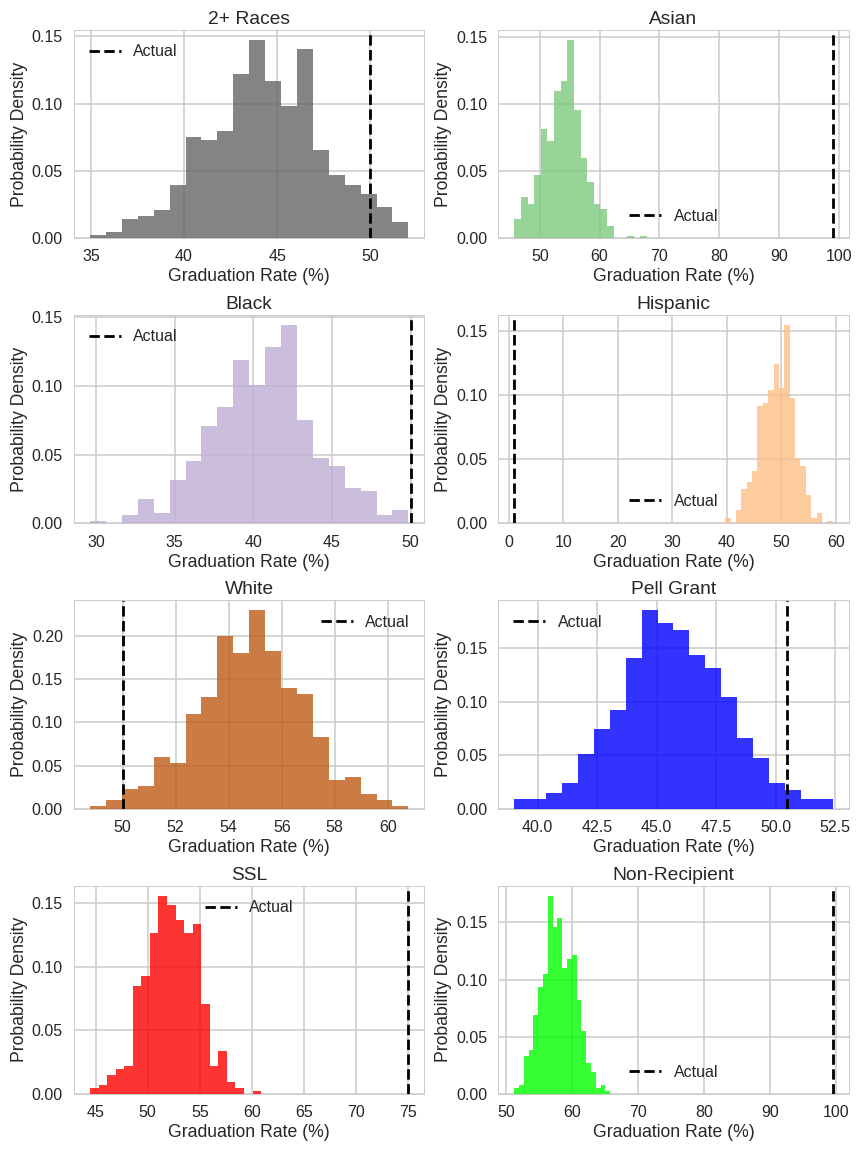 2+ Races
Probability Density
0.15
0.10
0.05
0.00
Actual
35 40 45 50
Graduation Rate (%)
Asian
Probability Density
0.15
0.10
0.05
0.00
Actual
50 60 70 80 90 100
Graduation Rate (%)
Black
Probability Density
0.15
0.10
0.05
0.00
Actual
30 35 40 45 50
Graduation Rate (%)
Hispanic
Probability Density
0.15
0.10
0.05
0.00
Actual
0 10 20 30 40 50 60
Graduation Rate (%)
White
Probability Density
0.20
0.15
0.10
0.05
0.00
Actual
50 52 54 56 58 60
Graduation Rate (%)
Pell Grant
Probability Density
0.15
0.10
0.05
0.00
Actual
40.0 42.5 45.0 47.5 50.0 52.5
Graduation Rate (%)
SSL
Probability Density
0.15
0.10
0.05
0.00
Actual
45 50 55 60 65 70 75
Graduation Rate (%)
Non-Recipient
Probability Density
0.15
0.10
0.05
0.00
Actual
50 60 70 80 90 100
Graduation Rate (%)